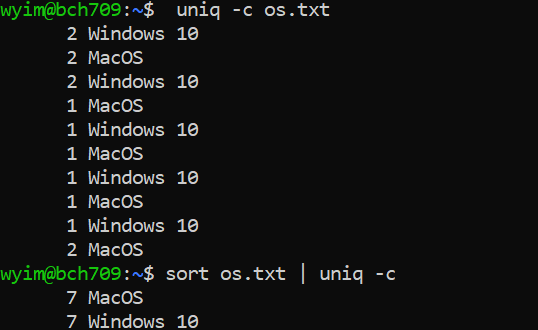 wyim@bch709:~$  uniq -c os.txt
      2 Windows 10
      2 MacOS
      2 Windows 10
      1 MacOS
      1 Windows 10
      1 MacOS
      1 Windows 10
      1 MacOS
      1 Windows 10
      2 MacOS
wyim@bch709:~$ sort os.txt | uniq -c
      7 MacOS
      7 Windows 10